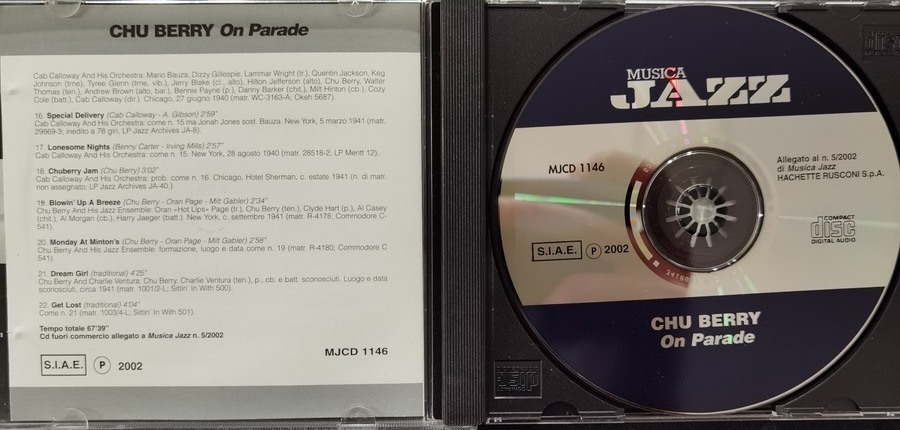 CHU BERRY On Parade
Cab Calloway And His Orchestra: Mario Bauza, Dizzy Gillespie, Lammar Wright (tr.), Quentin Jackson, Keg
Johnson (trne), Tyree Glenn (trne, vib.), Jerry Blake (cl., alto), Hilton Jefferson (alto), Chu Berry, Walter
Thomas (ten.), Andrew Brown (alto, bar.), Bennie Payne (p.), Danny Barker (chit.), Milt Hinton (cb.), Cozy
Cole (batt.), Cab Calloway (dir.). Chicago, 27 giugno 1940 (matr. WC-3163-A; Okeh 5687).
16. Special Delivery (Cab Calloway - A. Gibson) 2'59"
Cab Calloway And His Orchestra: come n. 15 ma Jonah Jones sost. Bauza. New York, 5 marzo 1941 (matr.
29869-3; inedito a 78 giri, LP Jazz Archives JA-8).
17. Lonesome Nights (Benny Carter - Irving Mills) 2'57"
Cab Calloway And His Orchestra: come n. 15. New York, 28 agosto 1940 (matr. 28518-2; LP Meritt 12).
18. Chuberry Jam (Chu Berry) 3'02"
Cab Calloway And His Orchestra: prob. come n. 16. Chicago, Hotel Sherman, c. estate 1941 (n. di matr.
non assegnato; LP Jazz Archives JA-40.).
19. Blowin' Up A Breeze (Chu Berry - Oran Page - Milt Gabler) 2'34"
Chu Berry And His Jazz Ensemble: Oran «Hot Lips» Page (tr.), Chu Berry (ten.), Clyde Hart (p.), Al Casey
(chit.), Al Morgan (cb.), Harry Jaeger (batt.). New York, c. settembre 1941 (matr. R-4178; Commodore C-
541).
20. Monday At Minton's (Chu Berry - Oran Page - Milt Gabler) 2'58"
Chu Berry And His Jazz Ensemble: formazione, luogo e data come n. 19 (matr. R-4180; Commodore C
541).
21. Dream Girl (traditional) 4'25"
Chu Berry And Charlie Ventura: Chu Berry, Charlie Ventura (ten.), p., cb. e batt. sconosciuti. Luogo e data
sconosciuti, circa 1941 (matr. 1001/2-L; Sittin' In With 500).
22. Get Lost (traditional) 4'04"
Come n. 21 (matr. 1003/4-L; Sittin' In With 501).
Tempo totale 67'39"
Cd fuori commercio allegato a Musica Jazz n. 5/2002
MJCD 1146
S.I.A.E. P 2002
MUSICA
JAZZ
MJCD 1146
Allegato al n. 5/2002
di Musica Jazz
HACHETTE RUSCONI S.p.A.
S.I.A.E. P 2002
COMPACT
disc
DIGITAL AUDIO
CHU BERRY
On Parade